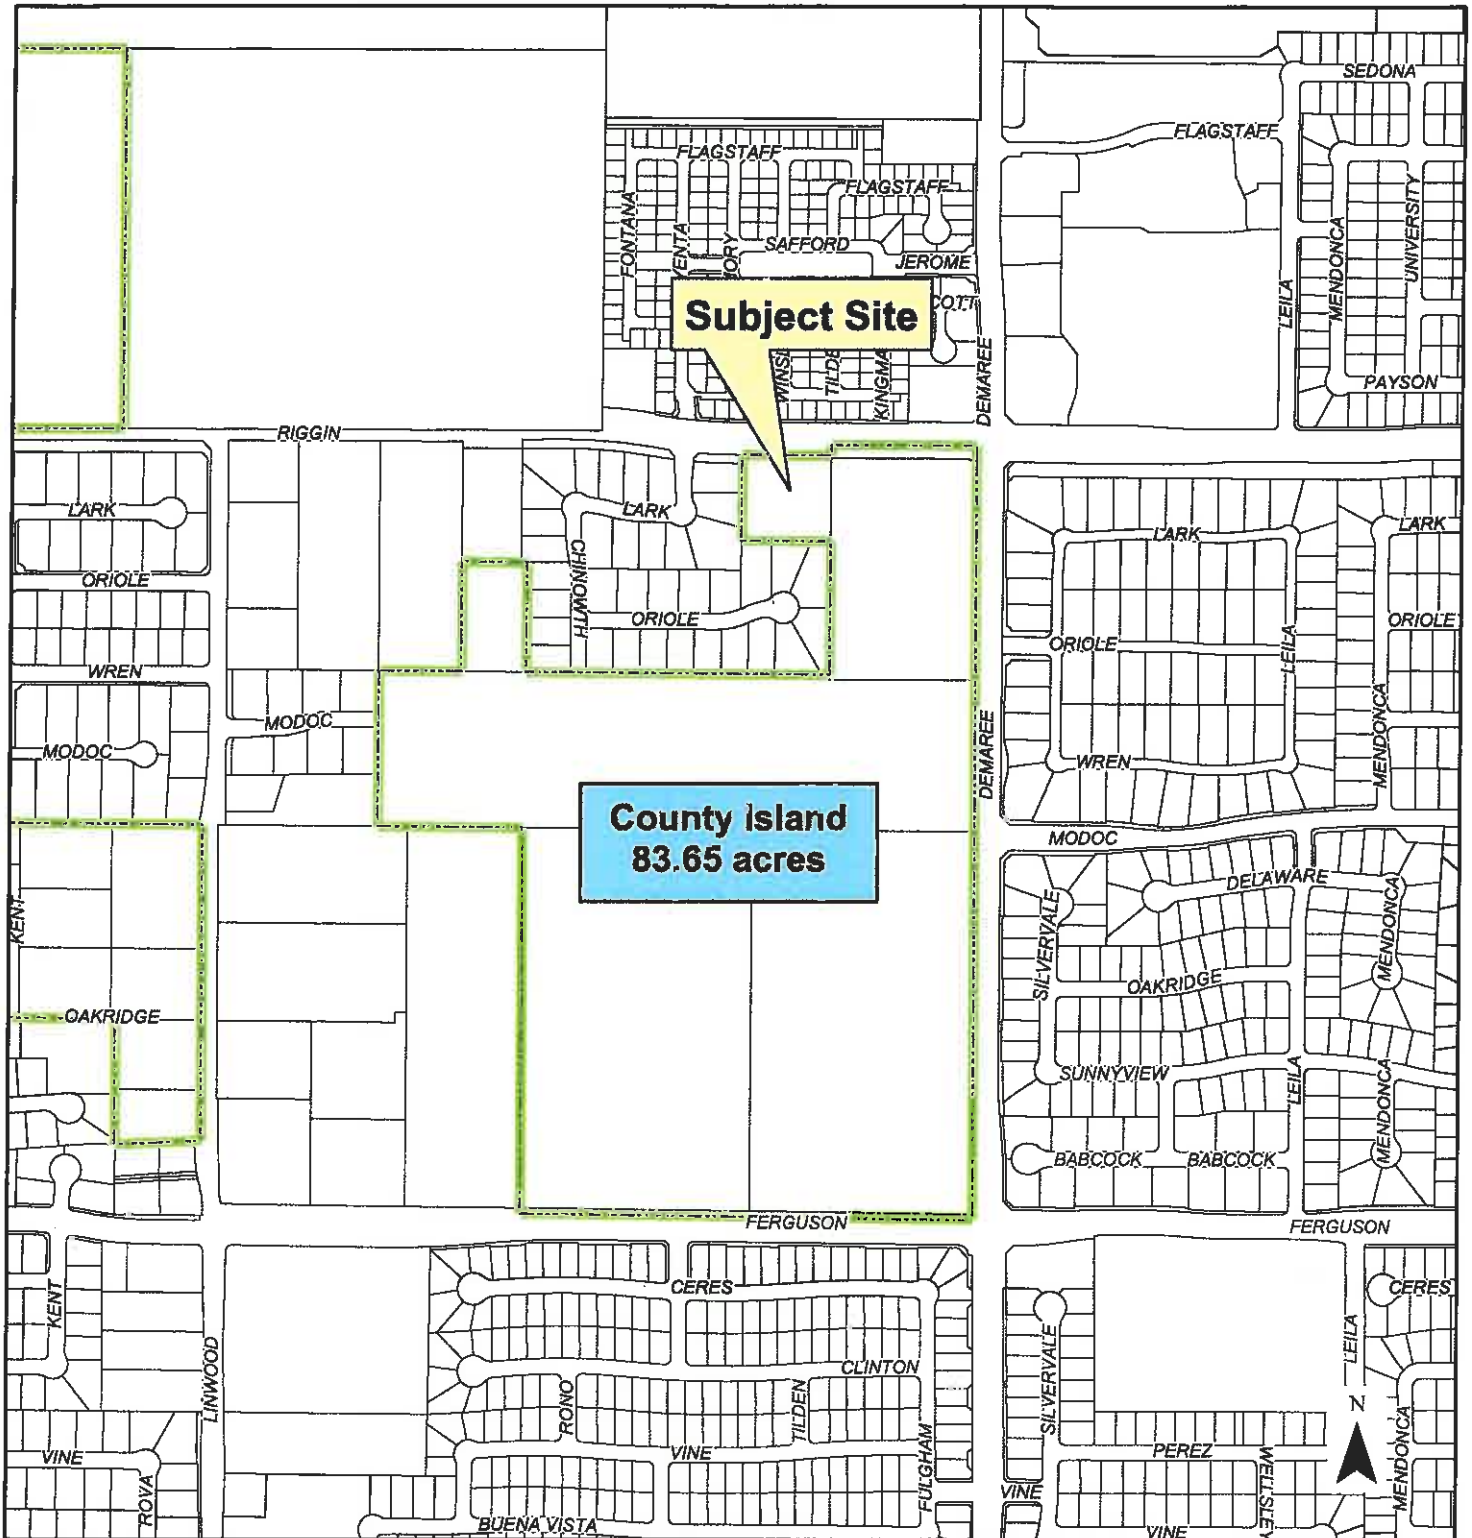 SEDONA
FLAGSTAFF
FLAGSTAFF
FLAGSTAFF
FONTANA
UNIVERSITY
MENDONCA
SAFFORD
JEROME
LEILA
Subject Site
DEMAREE
PAYSON
RIGGIN
LARK
LARK
LARK
LARK
CHINOWTH
ORIOLE
ORIOLE
ORIOLE
ORIOLE
LEILA
WREN
MODOC
MODOC
MENDONCA
DEMAREE
WREN
County Island
83.65 acres
MODOC
DELAWARE
KENT
SILVERVALE
MENDONCA
OAKRIDGE
OAKRIDGE
SUNNYVIEW
LEILA
MENDONCA
BABCOCK
BABCOCK
FERGUSON
FERGUSON
KENT
CERES
CERES
LINWOOD
SILVERVALE
LEILA
CLINTON
RONO
TILDEN
N
VINE
VINE
FULGHAM
PEREZ
MENDONCA
ROVA
VINE
WELLSLEY
BUENA VISTA
VINE